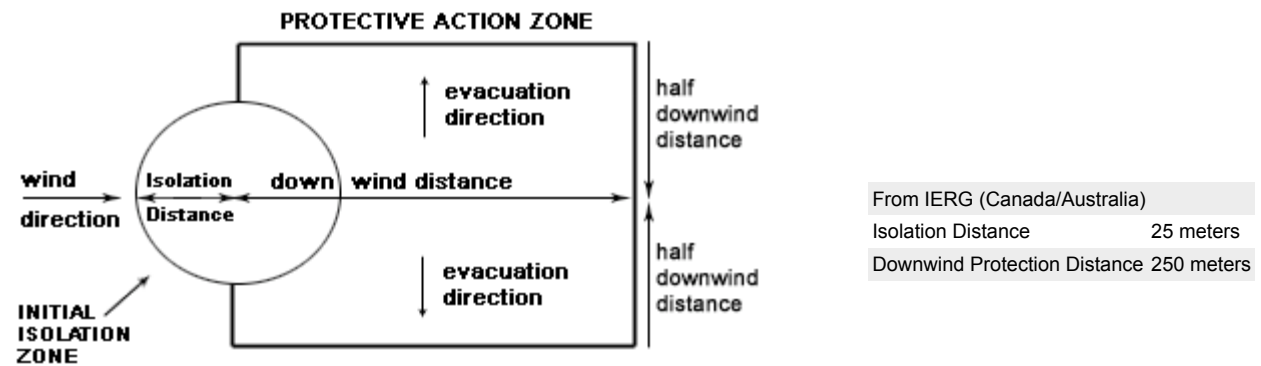 PROTECTIVE ACTION ZONE
evacuation
direction
half
downwind
distance
wind
direction
Isolation
Distance
down wind distance
evacuation
direction
half
downwind
distance
INITIAL
ISOLATION
ZONE
From IERG (Canada/Australia)
Isolation Distance 25 meters
Downwind Protection Distance 250 meters